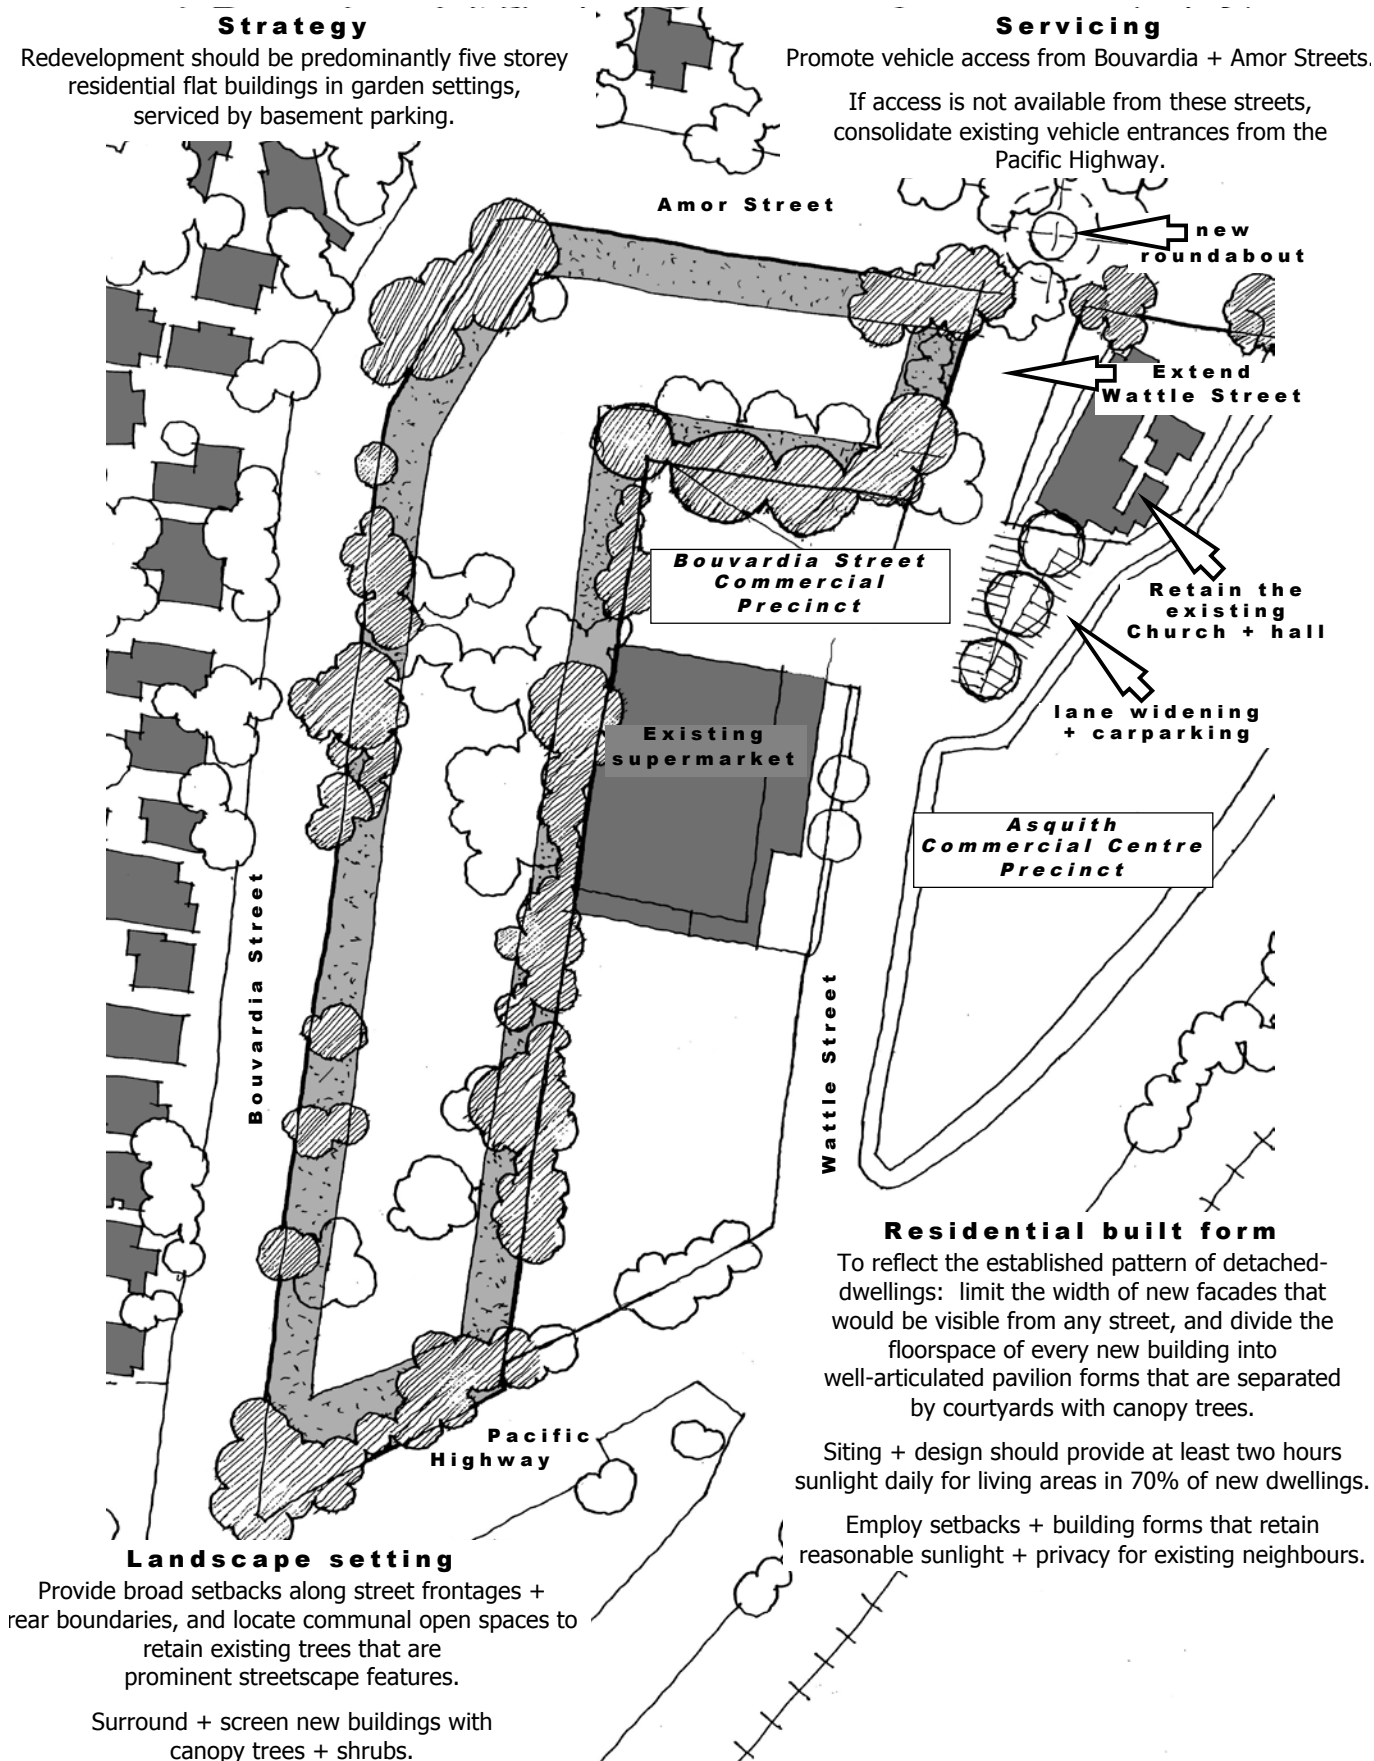 Strategy
Redevelopment should be predominantly five storey
residential flat buildings in garden settings,
serviced by basement parking.
Servicing
Promote vehicle access from Bouvardia + Amor Streets.
If access is not available from these streets,
consolidate existing vehicle entrances from the
Pacific Highway.
Amor Street
new
roundabout
Extend
Wattle Street
Bouvardia Street
Commercial
Precinct
Retain the
existing
Church + hall
lane widening
+ carparking
Existing
supermarket
Asquith
Commercial Centre
Precinct
Bouvardia Street
Wattle Street
Pacific
Highway
Residential built form
To reflect the established pattern of detached-
dwellings: limit the width of new facades that
would be visible from any street, and divide the
floorspace of every new building into
well-articulated pavilion forms that are separated
by courtyards with canopy trees.
Siting + design should provide at least two hours
sunlight daily for living areas in 70% of new dwellings.
Employ setbacks + building forms that retain
reasonable sunlight + privacy for existing neighbours.
Landscape setting
Provide broad setbacks along street frontages +
rear boundaries, and locate communal open spaces to
retain existing trees that are
prominent streetscape features.
Surround + screen new buildings with
canopy trees + shrubs.